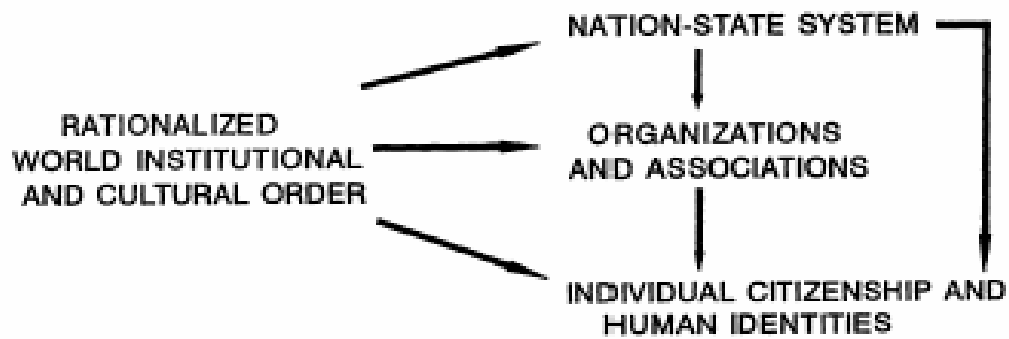 RATIONALIZED
WORLD INSTITUTIONAL
AND CULTURAL ORDER
NATION-STATE SYSTEM
ORGANIZATIONS
AND ASSOCIATIONS
INDIVIDUAL CITIZENSHIP AND
HUMAN IDENTITIES